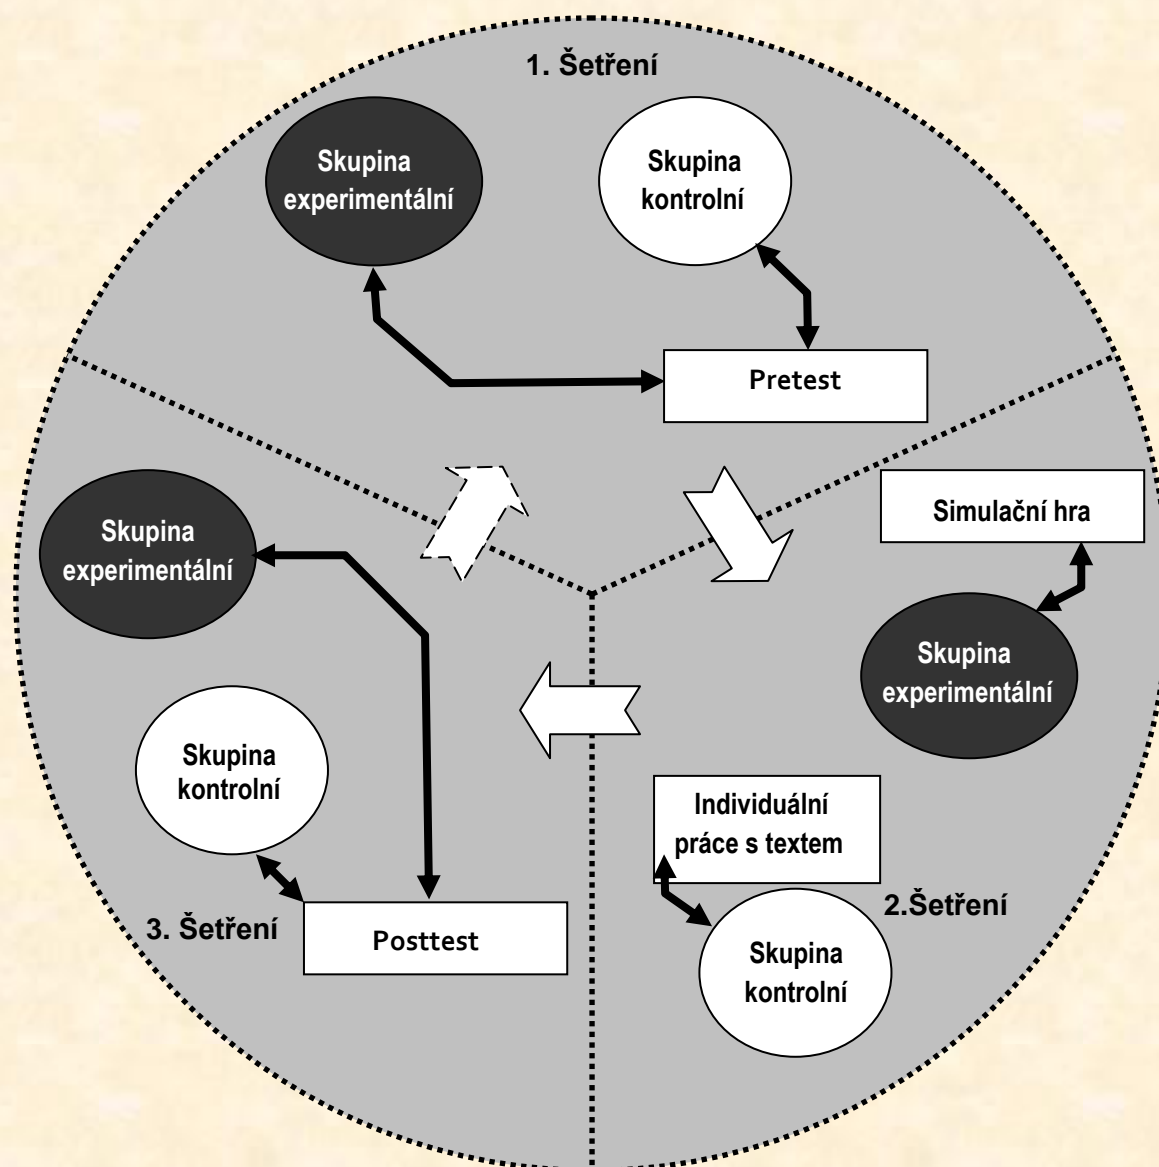 1. Šetření
Skupina
experimentální
Skupina
kontrolní
Pretest
Simulační hra
Skupina
experimentální
Individuální
práce s textem
2.Šetření
Skupina
kontrolní
Skupina
experimentální
Skupina
kontrolní
3. Šetření
Posttest